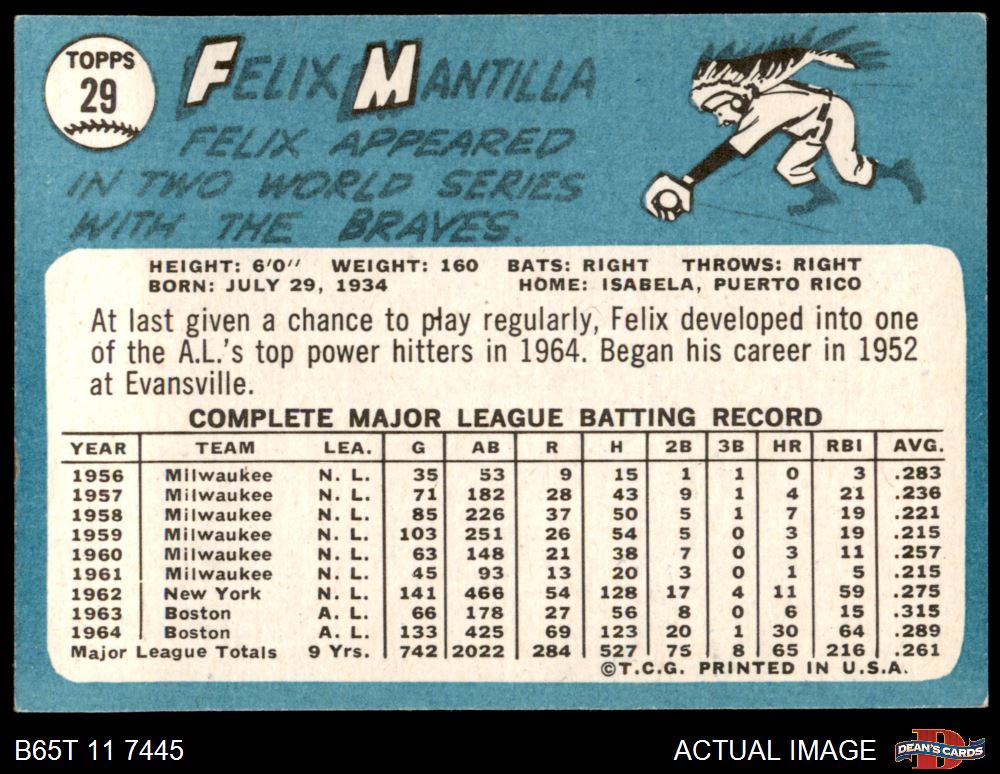 TOPPS
29
FELIX MANTILLA
FELIX APPEARED
IN TWO WORLD SERIES
WITH THE BRAVES.
HEIGHT: 6'0" WEIGHT: 160 BATS: RIGHT THROWS: RIGHT
BORN: JULY 29, 1934 HOME: ISABELA, PUERTO RICO
At last given a chance to play regularly, Felix developed into one
of the A.L.'s top power hitters in 1964. Began his career in 1952
at Evansville.
COMPLETE MAJOR LEAGUE BATTING RECORD
YEAR TEAM LEA. G AB R H 2B 3B HR RBI AVG.
1956 Milwaukee N. L. 35 53 9 15 1 1 0 3 .283
1957 Milwaukee N. L. 71 182 28 43 9 1 4 21 .236
1958 Milwaukee N. L. 85 226 37 50 5 1 7 19 .221
1959 Milwaukee N. L. 103 251 26 54 5 0 3 19 .215
1960 Milwaukee N. L. 63 148 21 38 7 0 3 11 .257
1961 Milwaukee N. L. 45 93 13 20 3 0 1 5 .215
1962 New York N. L. 141 466 54 128 17 4 11 59 .275
1963 Boston A. L. 66 178 27 56 8 0 6 15 .315
1964 Boston A. L. 133 425 69 123 20 1 30 64 .289
Major League Totals 9 Yrs. 742 2022 284 527 75 8 65 216 .261
©T.C.G. PRINTED IN U.S.A.
B65T 11 7445 ACTUAL IMAGE
DEAN'S CARDS